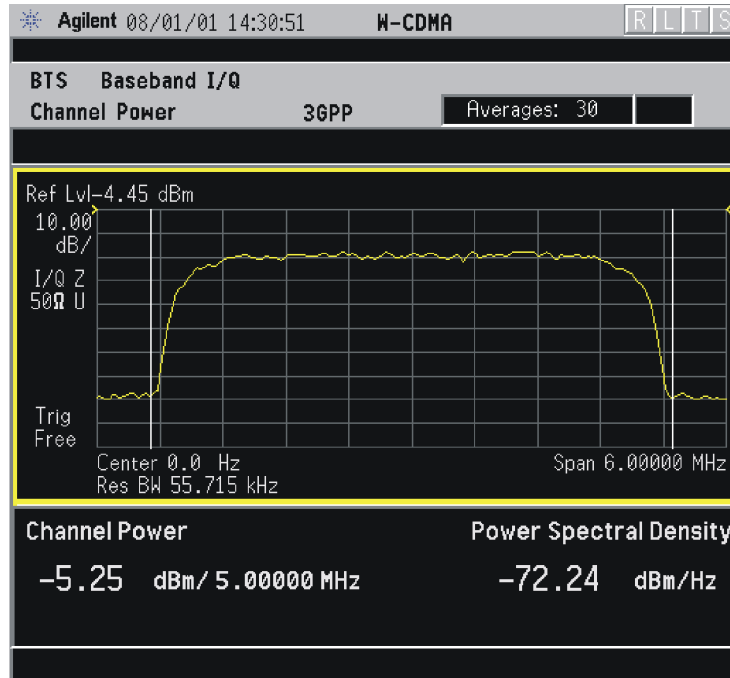 Agilent 08/01/01 14:30:51 W-CDMA R L T S
BTS Baseband I/Q
Channel Power 3GPP Averages: 30
Ref Lvl-4.45 dBm
10.00
dB/
I/Q Z
50Ω U
Trig
Free
Center 0.0 Hz Span 6.00000 MHz
Res BW 55.715 kHz
Channel Power Power Spectral Density
-5.25 dBm/ 5.00000 MHz -72.24 dBm/Hz